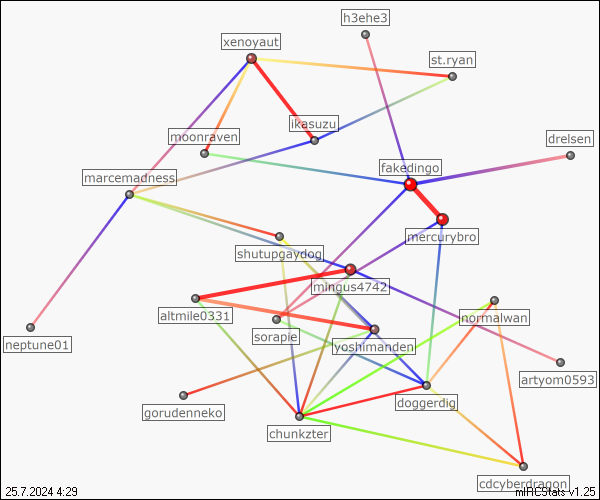 h3ehe3
xenoyaut
st.ryan
ikasuzu
moonraven
drelsen
fakedingo
marcemadness
mercurybro
shutupgaydog
mingus4742
altmile0331
normalwan
sorapie
neptune01
yoshimanden
artyom0593
doggerdig
gorudenneko
chunkzter
cdcyberdragon
25.7.2024 4:29
mIRCStats v1.25